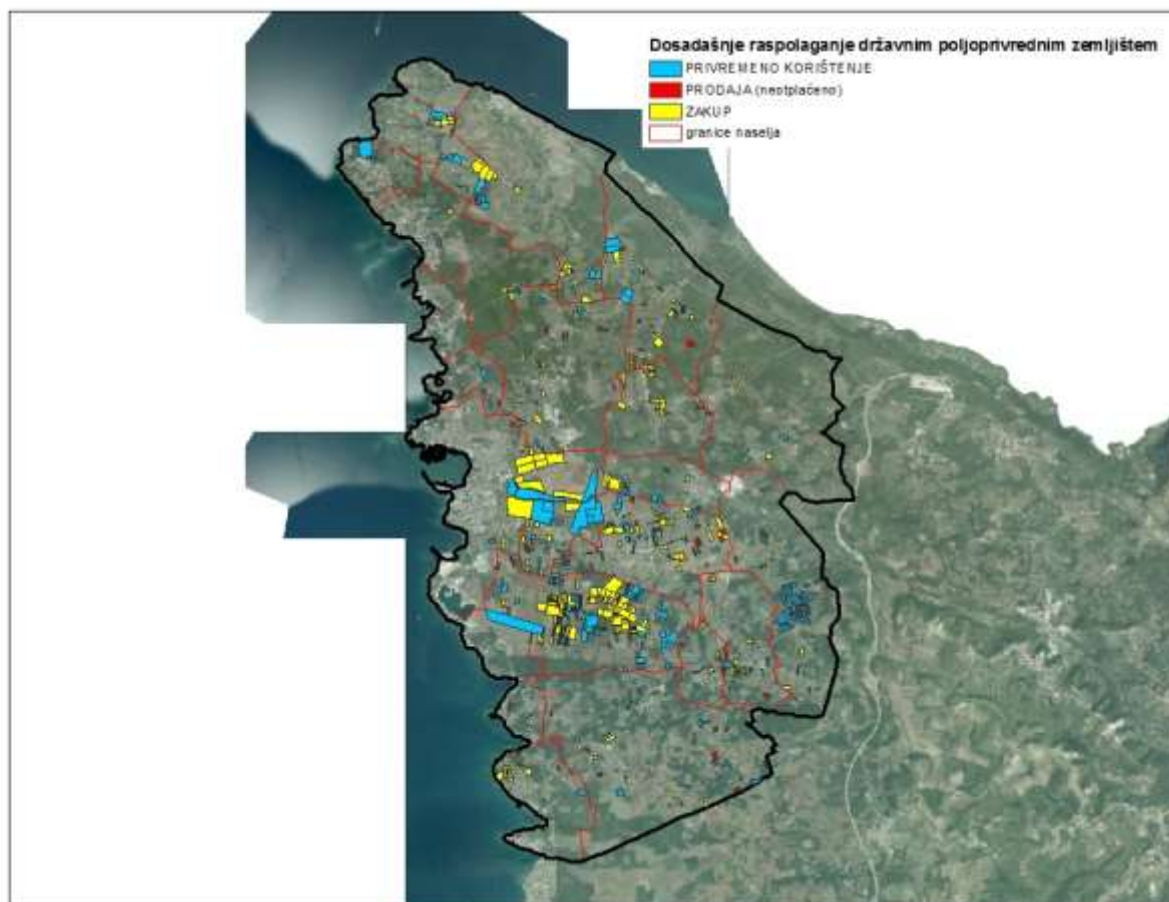 Dosadašnje raspolaganje državnim poljoprivrednim zemljištem
PRIVREMENO KORIŠTENJE
PRODAJA (neotplaćeno)
ZAKUP
granice naselja